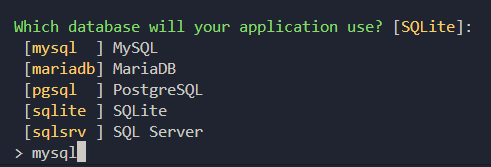 Which database will your application use? [SQLite]:
[mysql  ] MySQL
[mariadb] MariaDB
[pgsql  ] PostgreSQL
[sqlite ] SQLite
[sqlsrv ] SQL Server
> mysql